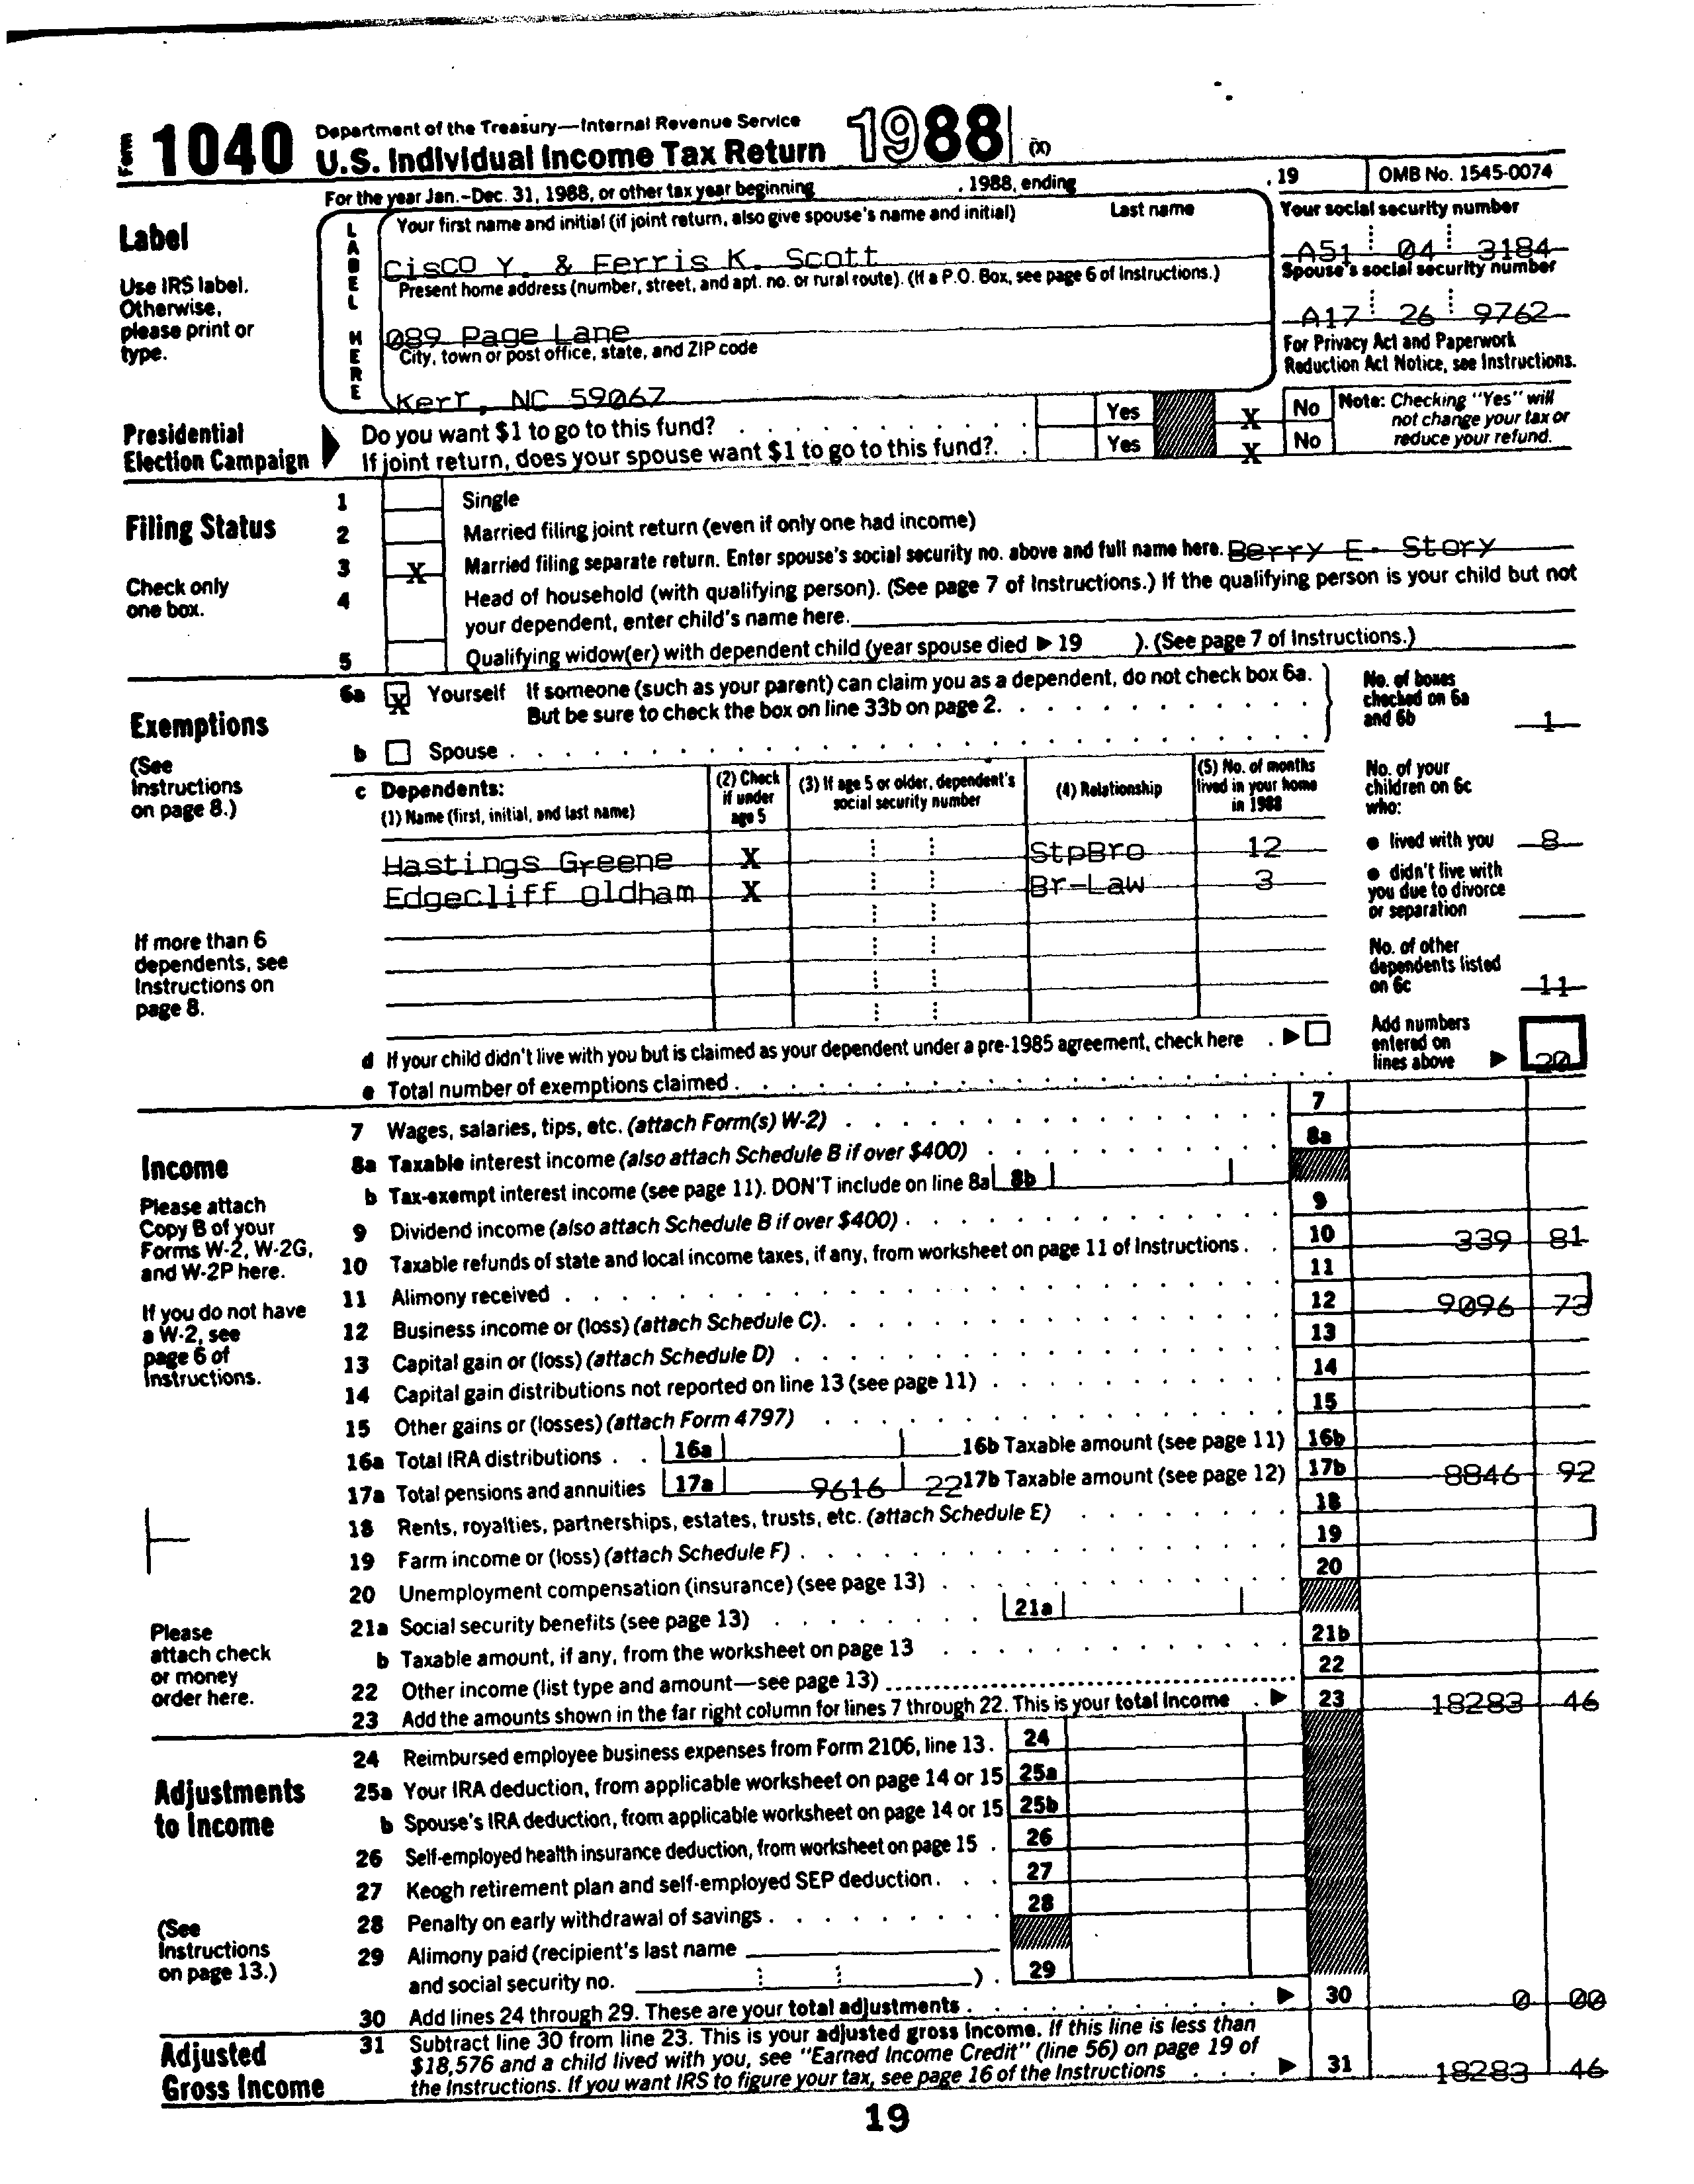 Form 1040 Department of the Treasury—Internal Revenue Service 1988 (X)
U.S. Individual Income Tax Return
For the year Jan.–Dec. 31, 1988, or other tax year beginning , 1988, ending , 19 OMB No. 1545-0074
Label
Use IRS label.
Otherwise,
please print or
type.
LABEL HERE
Your first name and initial (if joint return, also give spouse's name and initial) Last name
Cisco Y. & Ferris K. Scott
Present home address (number, street, and apt. no. or rural route). (If a P.O. Box, see page 6 of Instructions.)
089 Page Lane
City, town or post office, state, and ZIP code
Kerr, NC 59067
Your social security number
A51 04 3184
Spouse's social security number
A17 26 9762
For Privacy Act and Paperwork
Reduction Act Notice, see Instructions.
Presidential
Election Campaign
Do you want $1 to go to this fund? Yes X No
If joint return, does your spouse want $1 to go to this fund? Yes X No
Note: Checking "Yes" will
not change your tax or
reduce your refund.
Filing Status
Check only
one box.
1 Single
2 Married filing joint return (even if only one had income)
3 X Married filing separate return. Enter spouse's social security no. above and full name here. Berry E. Story
4 Head of household (with qualifying person). (See page 7 of Instructions.) If the qualifying person is your child but not
your dependent, enter child's name here.
5 Qualifying widow(er) with dependent child (year spouse died ▶ 19 ). (See page 7 of Instructions.)
Exemptions
(See
Instructions
on page 8.)
If more than 6
dependents, see
Instructions on
page 8.
6a X Yourself If someone (such as your parent) can claim you as a dependent, do not check box 6a.
But be sure to check the box on line 33b on page 2.
b Spouse
c Dependents:
(1) Name (first, initial, and last name)
(2) Check
if under
age 5
(3) If age 5 or older, dependent's
social security number
(4) Relationship
(5) No. of months
lived in your home
in 1988
Hastings Greene X StpBro 12
Edgecliff Oldham X Br-Law 3
d If your child didn't live with you but is claimed as your dependent under a pre-1985 agreement, check here ▶
e Total number of exemptions claimed
No. of boxes
checked on 6a
and 6b 1
No. of your
children on 6c
who:
● lived with you 8
● didn't live with
you due to divorce
or separation
No. of other
dependents listed
on 6c 11
Add numbers
entered on
lines above ▶ 20
Income
Please attach
Copy B of your
Forms W-2, W-2G,
and W-2P here.
If you do not have
a W-2, see
page 6 of
Instructions.
Please
attach check
or money
order here.
7 Wages, salaries, tips, etc. (attach Form(s) W-2) 7
8a Taxable interest income (also attach Schedule B if over $400) 8a
b Tax-exempt interest income (see page 11). DON'T include on line 8a 8b
9 Dividend income (also attach Schedule B if over $400) 9
10 Taxable refunds of state and local income taxes, if any, from worksheet on page 11 of Instructions 10 339 81
11 Alimony received 11
12 Business income or (loss) (attach Schedule C) 12 9096 73
13 Capital gain or (loss) (attach Schedule D) 13
14 Capital gain distributions not reported on line 13 (see page 11) 14
15 Other gains or (losses) (attach Form 4797) 15
16a Total IRA distributions 16a 16b Taxable amount (see page 11) 16b
17a Total pensions and annuities 17a 9616 22 17b Taxable amount (see page 12) 17b 8846 92
18 Rents, royalties, partnerships, estates, trusts, etc. (attach Schedule E) 18
19 Farm income or (loss) (attach Schedule F) 19
20 Unemployment compensation (insurance) (see page 13) 20
21a Social security benefits (see page 13) 21a
b Taxable amount, if any, from the worksheet on page 13 21b
22 Other income (list type and amount—see page 13) 22
23 Add the amounts shown in the far right column for lines 7 through 22. This is your total income ▶ 23 18283 46
Adjustments
to Income
(See
Instructions
on page 13.)
24 Reimbursed employee business expenses from Form 2106, line 13. 24
25a Your IRA deduction, from applicable worksheet on page 14 or 15 25a
b Spouse's IRA deduction, from applicable worksheet on page 14 or 15 25b
26 Self-employed health insurance deduction, from worksheet on page 15 26
27 Keogh retirement plan and self-employed SEP deduction 27
28 Penalty on early withdrawal of savings 28
29 Alimony paid (recipient's last name
and social security no. ) 29
30 Add lines 24 through 29. These are your total adjustments ▶ 30 0 00
Adjusted
Gross Income
31 Subtract line 30 from line 23. This is your adjusted gross income. If this line is less than
$18,576 and a child lived with you, see "Earned Income Credit" (line 56) on page 19 of
the Instructions. If you want IRS to figure your tax, see page 16 of the Instructions ▶ 31 18283 46
19